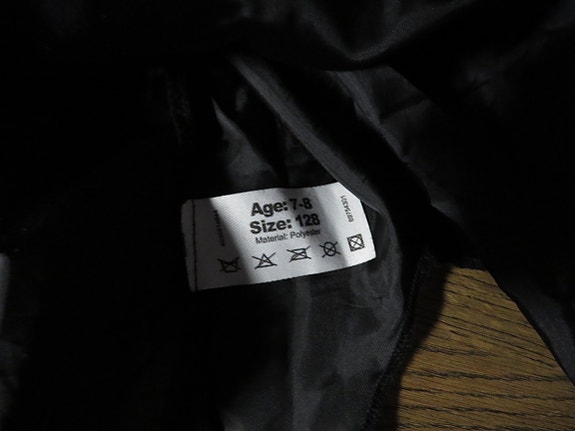 Age: 7-8
Size: 128
Material: Polyester